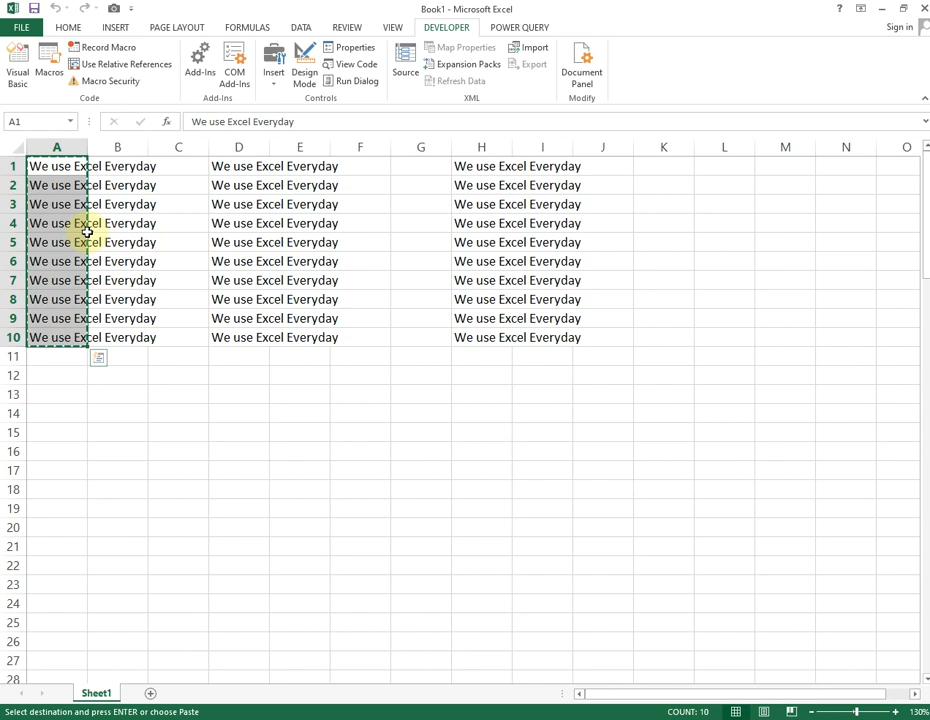 Book1 - Microsoft Excel
FILE HOME INSERT PAGE LAYOUT FORMULAS DATA REVIEW VIEW DEVELOPER POWER QUERY Sign in
Visual Basic
Macros
Record Macro
Use Relative References
Macro Security
Code
Add-Ins
COM Add-Ins
Add-Ins
Insert
Design Mode
Properties
View Code
Run Dialog
Controls
Source
Map Properties
Expansion Packs
Refresh Data
Import
Export
XML
Document Panel
Modify
A1 fx We use Excel Everyday
A B C D E F G H I J K L M N O
1 We use Excel Everyday We use Excel Everyday We use Excel Everyday
2 We use Excel Everyday We use Excel Everyday We use Excel Everyday
3 We use Excel Everyday We use Excel Everyday We use Excel Everyday
4 We use Excel Everyday We use Excel Everyday We use Excel Everyday
5 We use Excel Everyday We use Excel Everyday We use Excel Everyday
6 We use Excel Everyday We use Excel Everyday We use Excel Everyday
7 We use Excel Everyday We use Excel Everyday We use Excel Everyday
8 We use Excel Everyday We use Excel Everyday We use Excel Everyday
9 We use Excel Everyday We use Excel Everyday We use Excel Everyday
10 We use Excel Everyday We use Excel Everyday We use Excel Everyday
11
12
13
14
15
16
17
18
19
20
21
22
23
24
25
26
27
28
Sheet1
Select destination and press ENTER or choose Paste COUNT: 10 130%